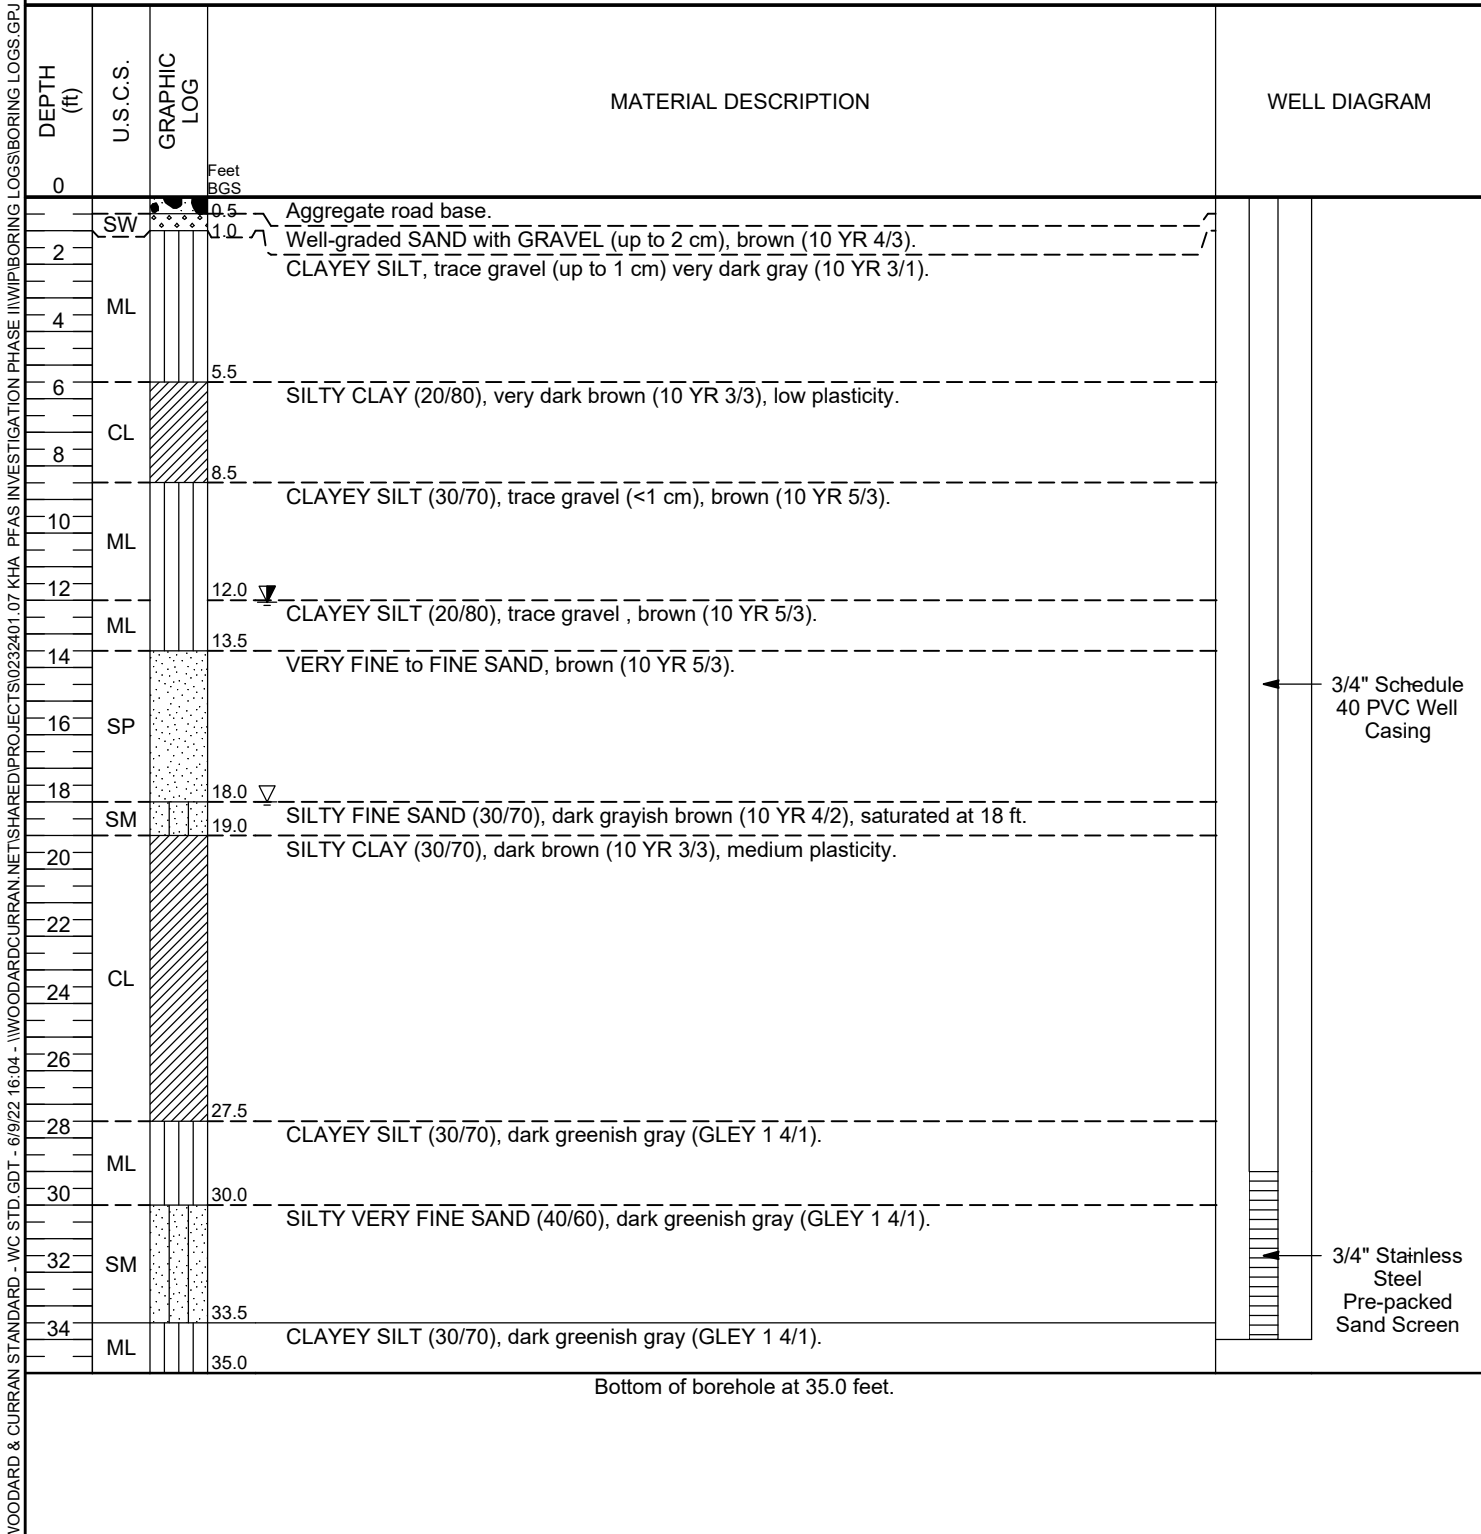 DEPTH
(ft)
U.S.C.S.
GRAPHIC
LOG
MATERIAL DESCRIPTION
WELL DIAGRAM
Feet
BGS
0
0.5
Aggregate road base.
SW
1.0
Well-graded SAND with GRAVEL (up to 2 cm), brown (10 YR 4/3).
2
CLAYEY SILT, trace gravel (up to 1 cm) very dark gray (10 YR 3/1).
ML
4
5.5
6
SILTY CLAY (20/80), very dark brown (10 YR 3/3), low plasticity.
CL
8
8.5
CLAYEY SILT (30/70), trace gravel (<1 cm), brown (10 YR 5/3).
10
ML
12
12.0
CLAYEY SILT (20/80), trace gravel , brown (10 YR 5/3).
ML
13.5
14
VERY FINE to FINE SAND, brown (10 YR 5/3).
3/4" Schedule
40 PVC Well
Casing
16
SP
18
18.0
SILTY FINE SAND (30/70), dark grayish brown (10 YR 4/2), saturated at 18 ft.
SM
19.0
20
SILTY CLAY (30/70), dark brown (10 YR 3/3), medium plasticity.
22
CL
24
26
27.5
28
CLAYEY SILT (30/70), dark greenish gray (GLEY 1 4/1).
ML
30
30.0
SILTY VERY FINE SAND (40/60), dark greenish gray (GLEY 1 4/1).
32
SM
3/4" Stainless
Steel
Pre-packed
Sand Screen
33.5
34
CLAYEY SILT (30/70), dark greenish gray (GLEY 1 4/1).
ML
35.0
Bottom of borehole at 35.0 feet.
WOODARD & CURRAN STANDARD - WC STD.GDT - 6/9/22 16:04 - \\WOODARDCURRAN.NET\SHARED\PROJECTS\0232401.07 KHA  PFAS INVESTIGATION PHASE II\WIP\BORING LOGS\BORING LOGS.GPJ